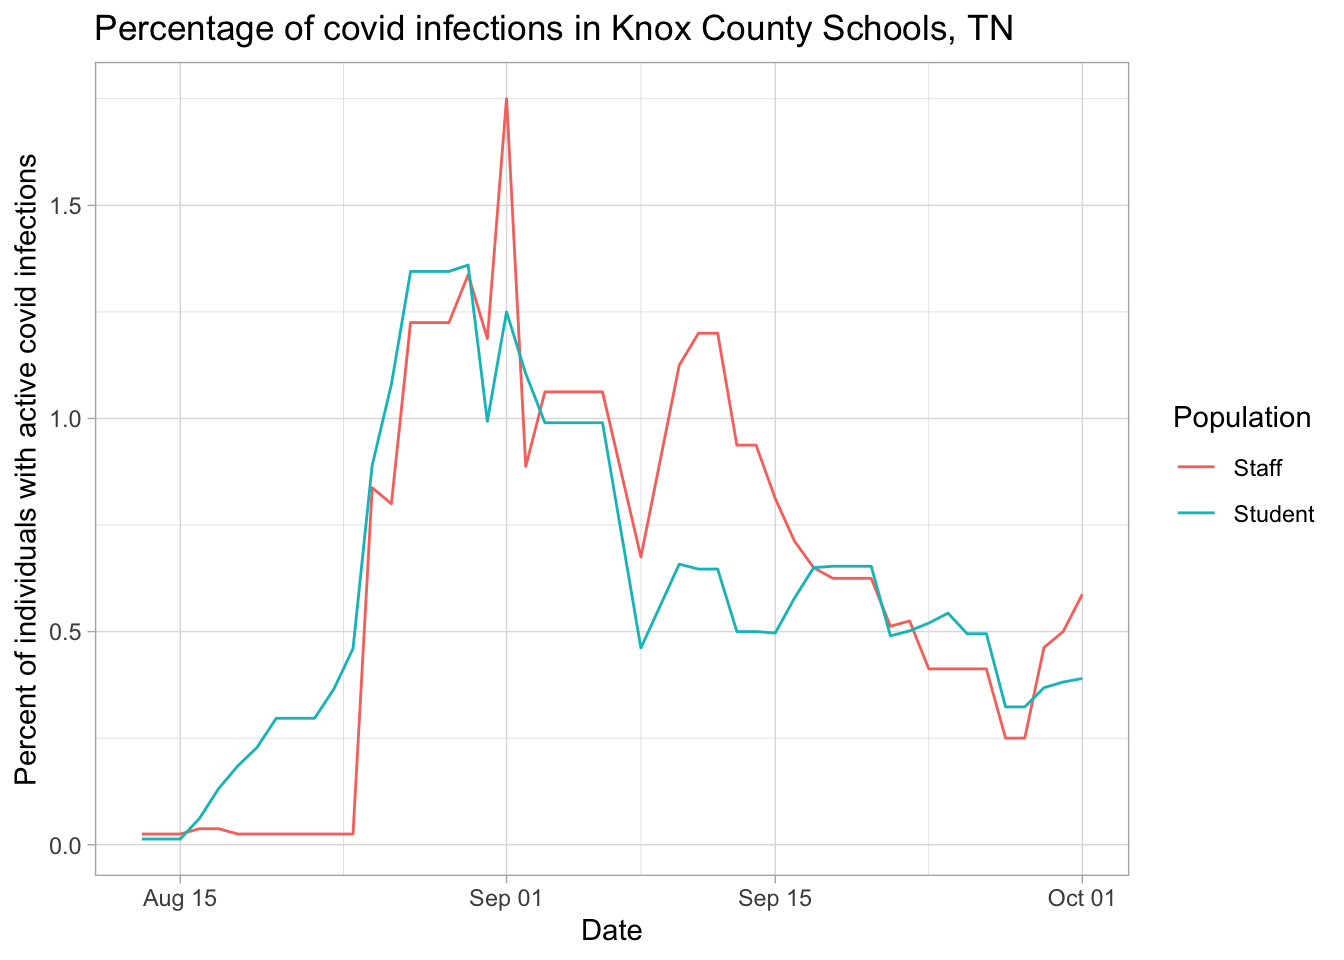 Percentage of covid infections in Knox County Schools, TN
Percent of individuals with active covid infections
1.5
1.0
0.5
0.0
Aug 15
Sep 01
Sep 15
Oct 01
Date
Population
Staff
Student